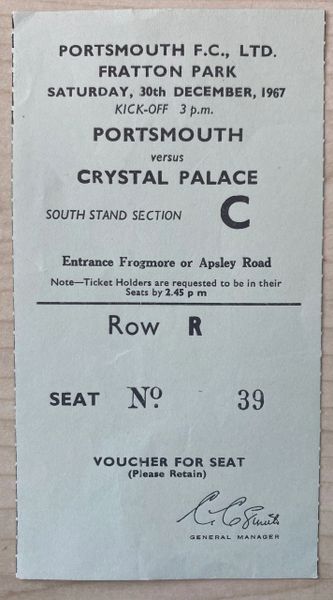 PORTSMOUTH F.C., LTD.
FRATTON PARK
SATURDAY, 30th DECEMBER, 1967
KICK-OFF 3 p.m.
PORTSMOUTH
versus
CRYSTAL PALACE
SOUTH STAND SECTION C
Entrance Frogmore or Apsley Road
Note—Ticket Holders are requested to be in their
Seats by 2.45 p m
Row R
SEAT No. 39
VOUCHER FOR SEAT
(Please Retain)
GENERAL MANAGER